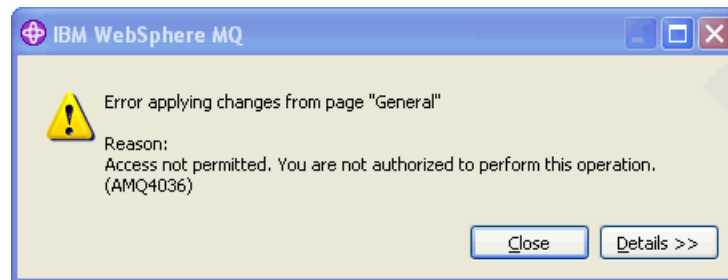 IBM WebSphere MQ
Error applying changes from page "General"
Reason:
Access not permitted. You are not authorized to perform this operation.
(AMQ4036)
Close
Details >>